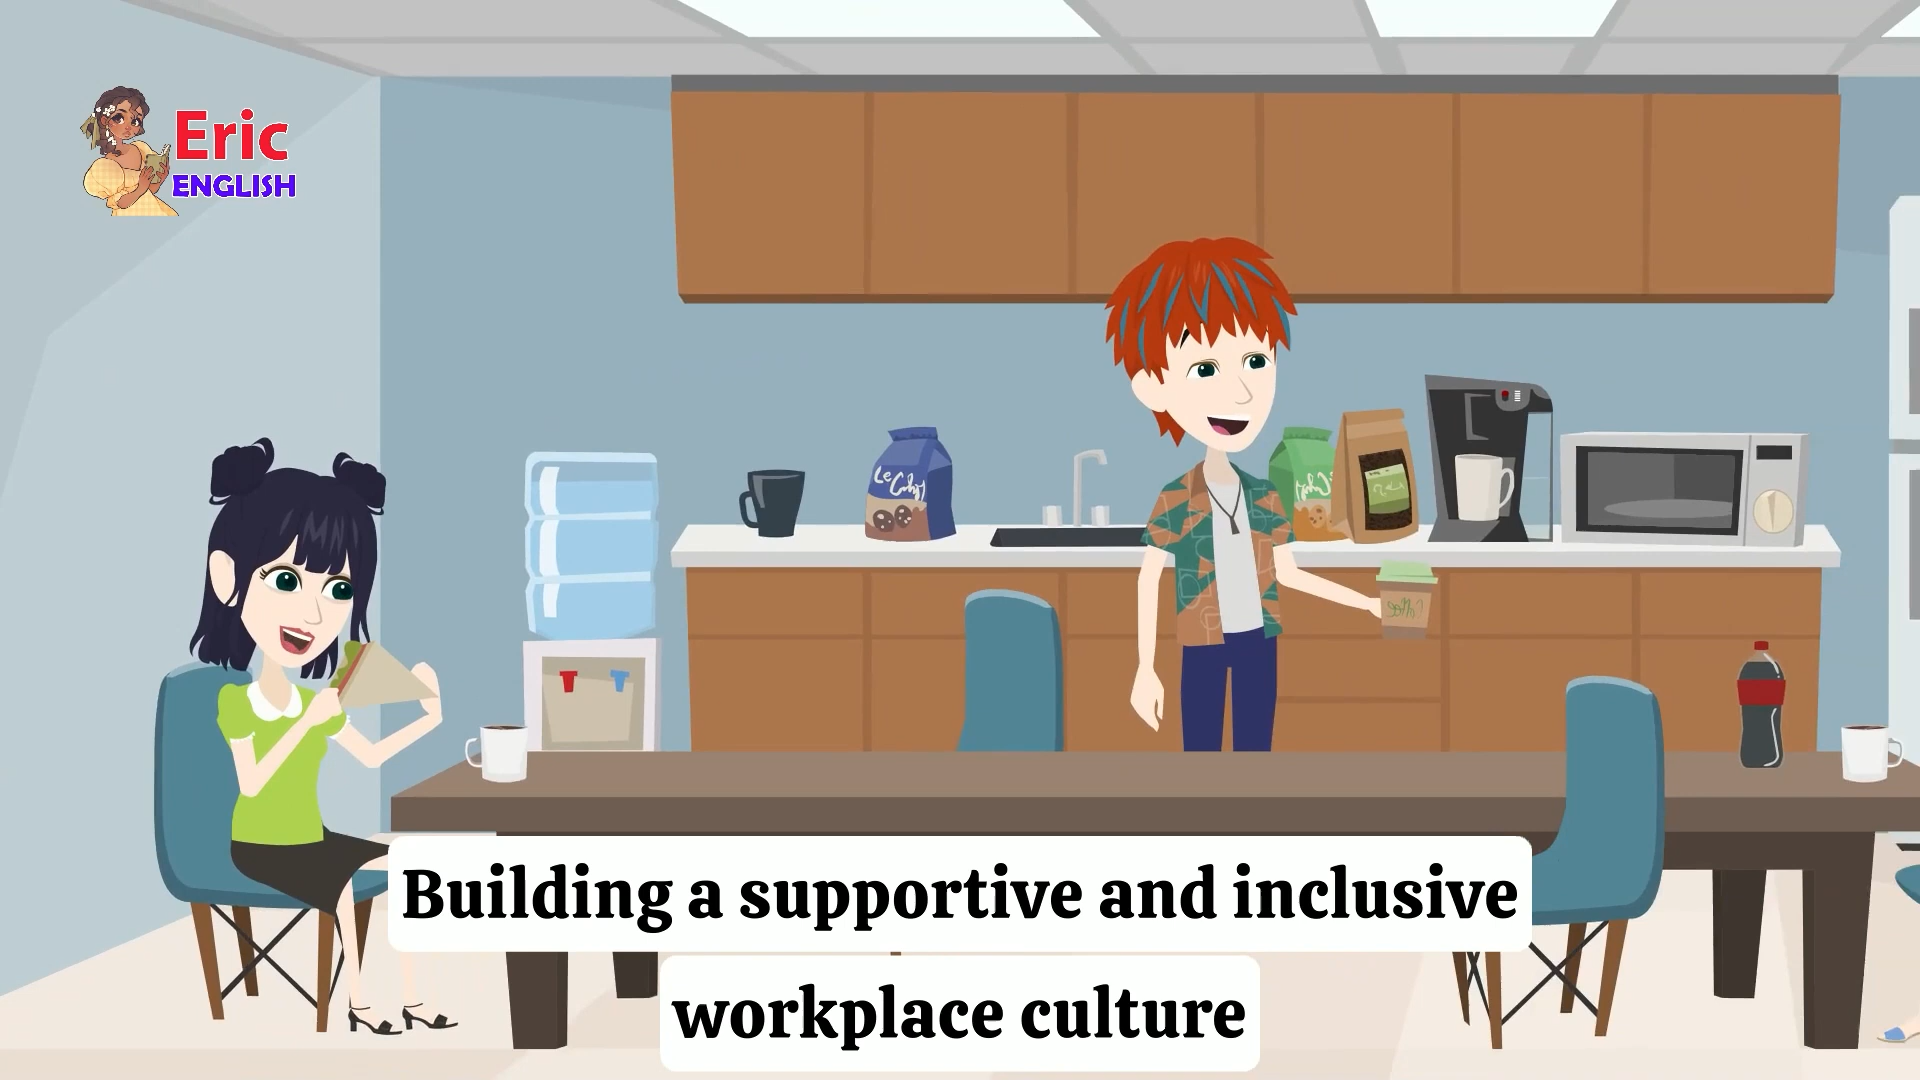 Eric
ENGLISH
Building a supportive and inclusive
workplace culture